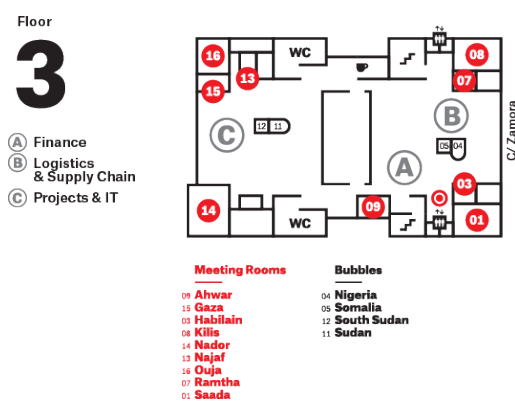 Floor
3
A Finance
B Logistics
& Supply Chain
C Projects & IT
16
WC
08
13
07
15
B
C
12 11
05 04
C/ Zamora
A
03
14
09
01
WC
Meeting Rooms
09 Ahwar
15 Gaza
03 Habilain
08 Kilis
14 Nador
13 Najaf
16 Ouja
07 Ramtha
01 Saada
Bubbles
04 Nigeria
05 Somalia
12 South Sudan
11 Sudan